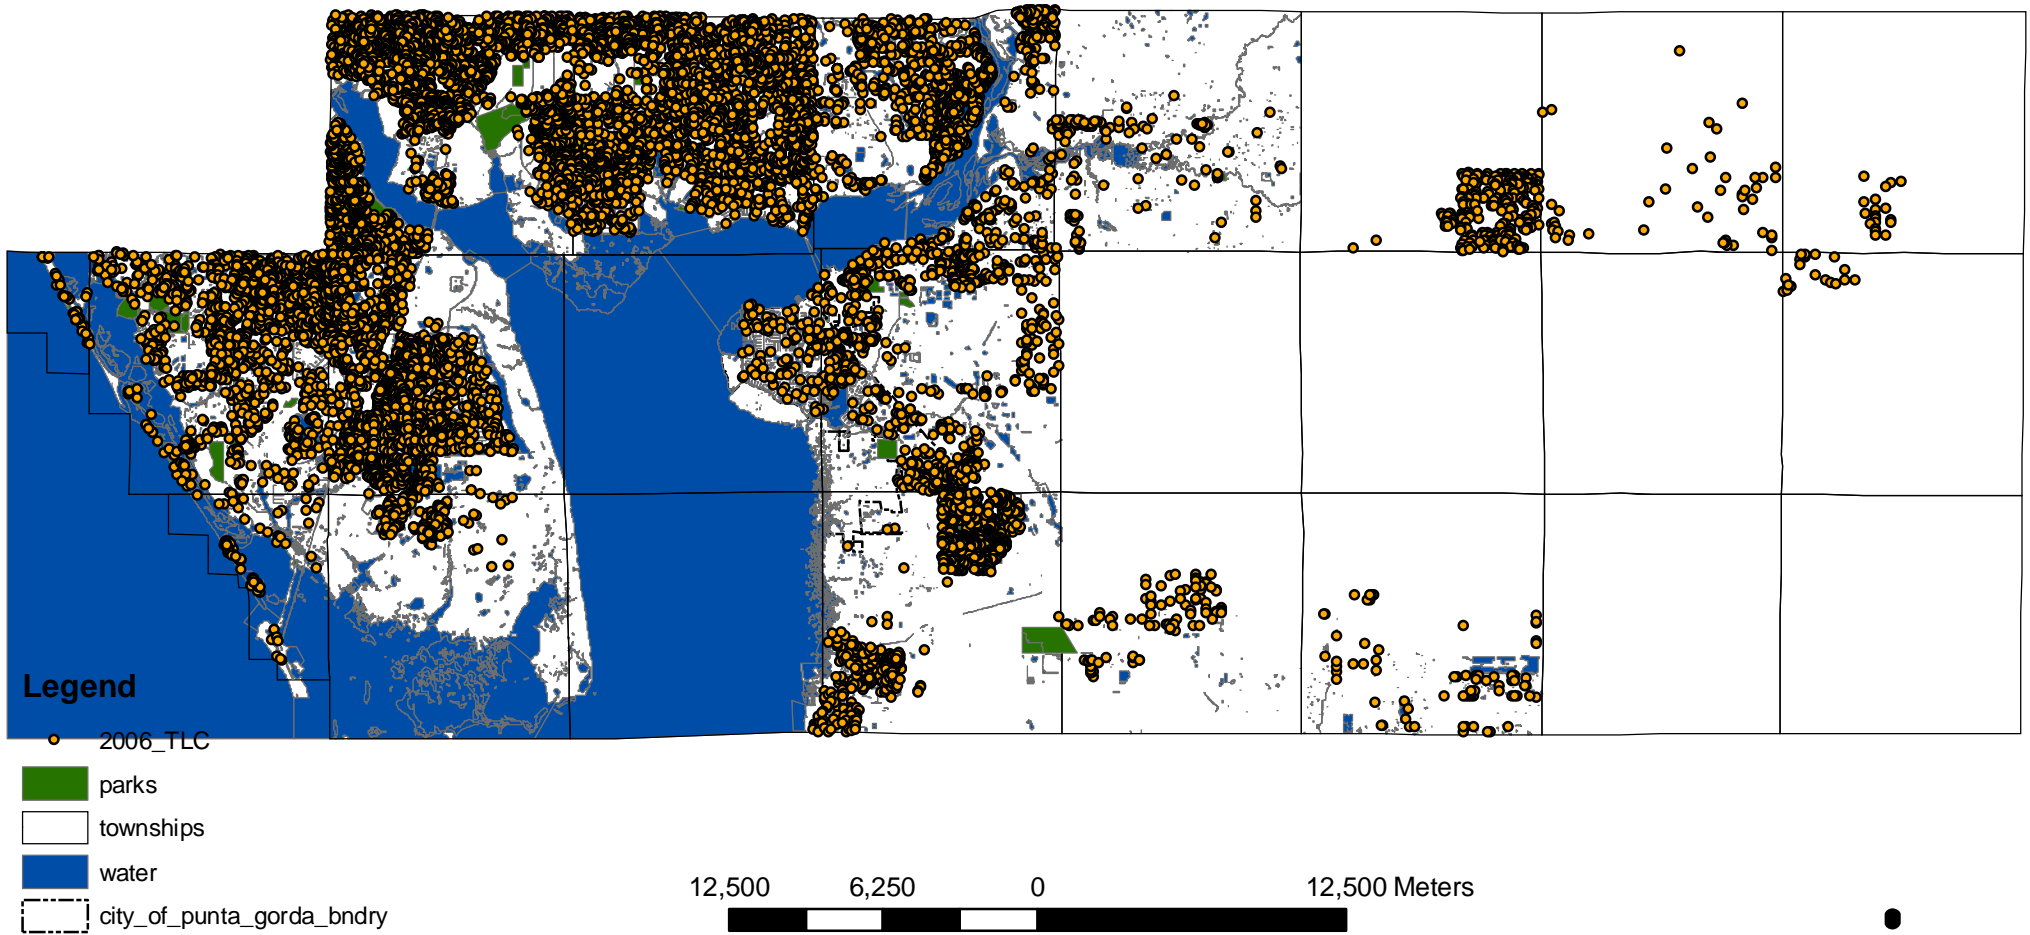 Legend
2006_TLC
parks
townships
water
city_of_punta_gorda_bndry
12,500 6,250 0 12,500 Meters